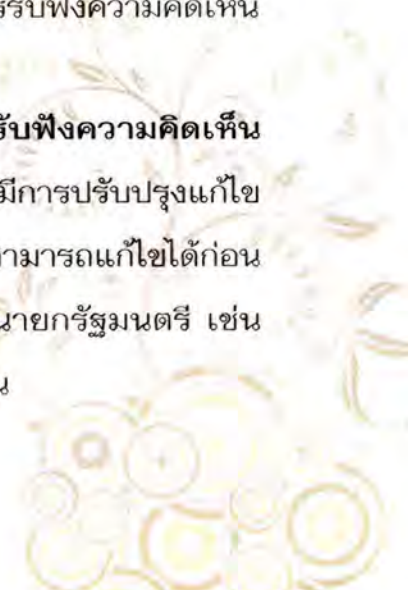 รรับฟังความคิดเห็น
รับฟังความคิดเห็น
มีการปรับปรุงแก้ไข
ามารถแก้ไขได้ก่อน
นายกรัฐมนตรี เช่น
น